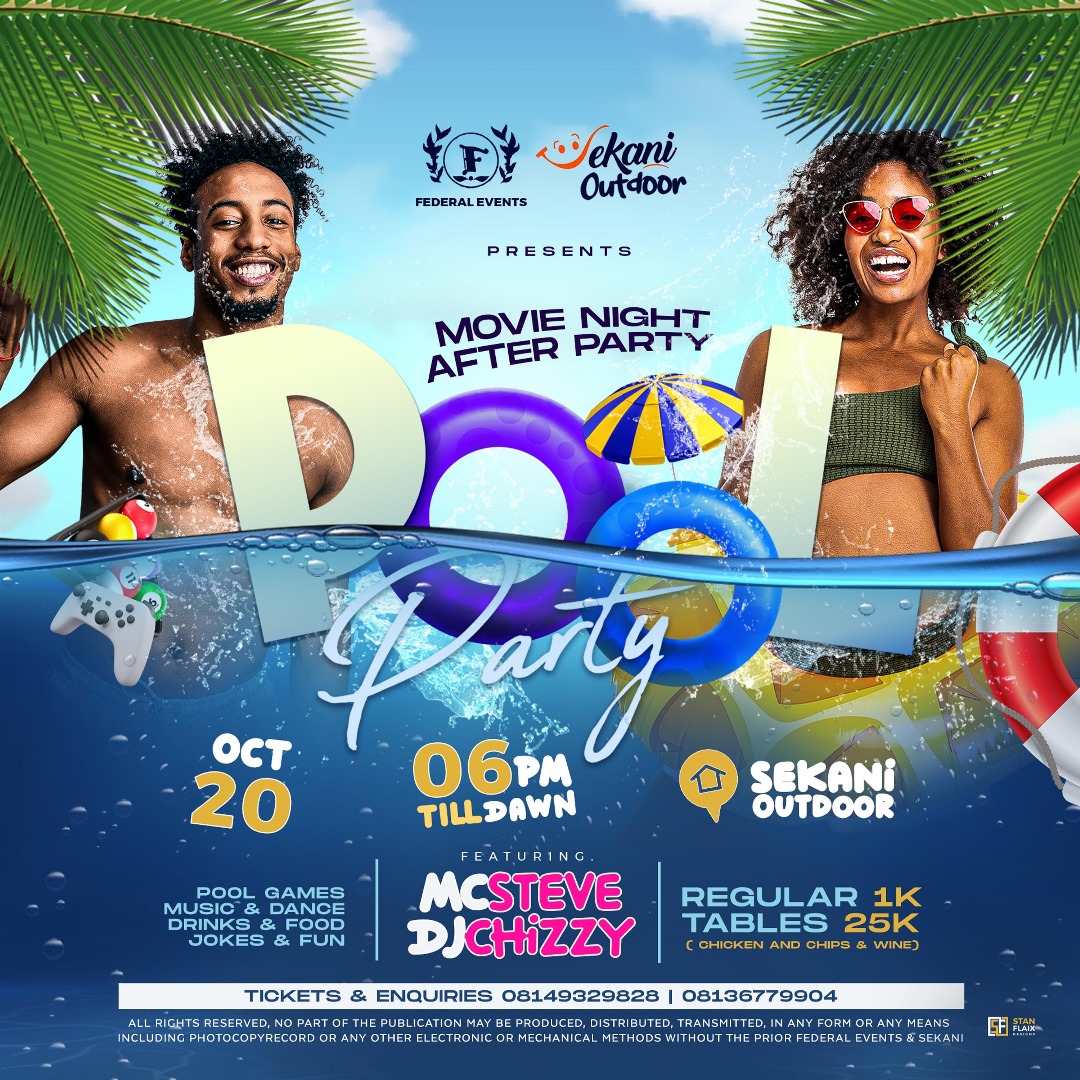 F
FEDERAL EVENTS
Sekani
Outdoor
PRESENTS
MOVIE NIGHT
AFTER PARTY
POOL
Party
OCT
20
06PM
TILLDAWN
SEKANi
OUTDOOR
FEATURING.
POOL GAMES
MUSIC & DANCE
DRINKS & FOOD
JOKES & FUN
MCSTEVE
DJCHiZZY
REGULAR 1K
TABLES 25K
( CHICKEN AND CHIPS & WINE)
TICKETS & ENQUIRIES 08149329828 | 08136779904
ALL RIGHTS RESERVED, NO PART OF THE PUBLICATION MAY BE PRODUCED, DISTRIBUTED, TRANSMITTED, IN ANY FORM OR ANY MEANS
INCLUDING PHOTOCOPYRECORD OR ANY OTHER ELECTRONIC OR MECHANICAL METHODS WITHOUT THE PRIOR FEDERAL EVENTS & SEKANI
SF
STAN
FLAIX
DESIGNS